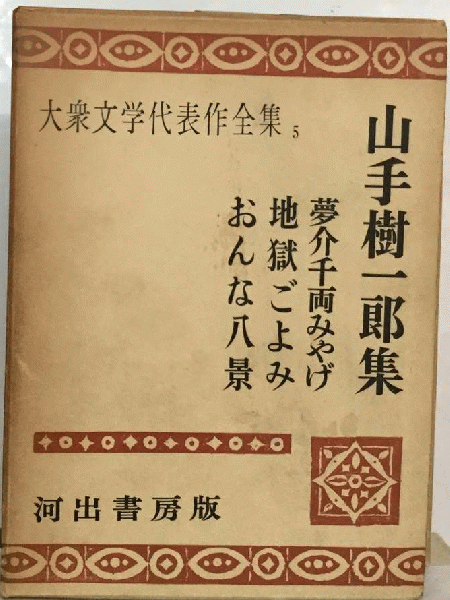 大衆文学代表作全集 5
山手樹一郎集
夢介千両みやげ
地獄ごよみ
おんな八景
河出書房版